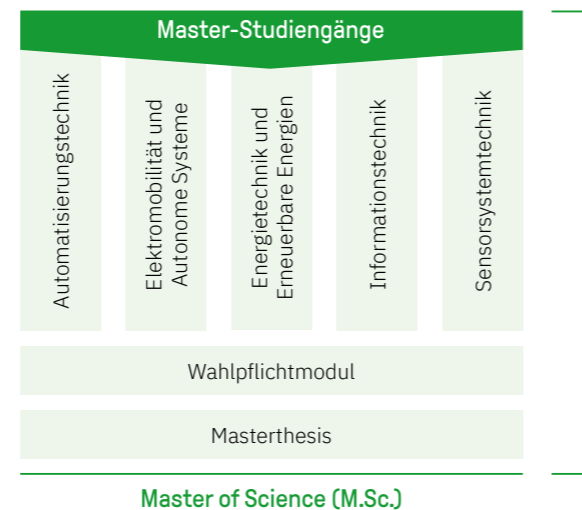 Master-Studiengänge
Automatisierungstechnik
Elektromobilität und
Autonome Systeme
Energietechnik und
Erneuerbare Energien
Informationstechnik
Sensorsystemtechnik
Wahlpflichtmodul
Masterthesis
Master of Science (M.Sc.)